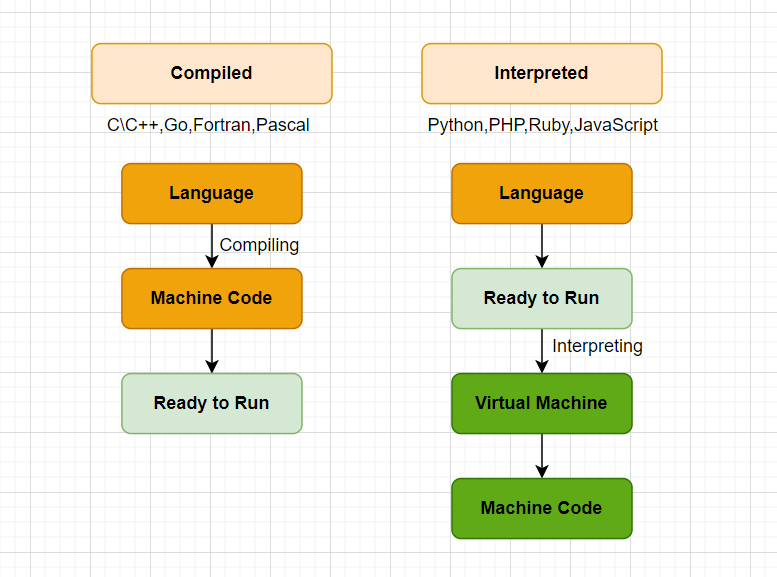 Compiled
C\C++,Go,Fortran,Pascal
Language
Compiling
Machine Code
Ready to Run
Interpreted
Python,PHP,Ruby,JavaScript
Language
Ready to Run
Interpreting
Virtual Machine
Machine Code